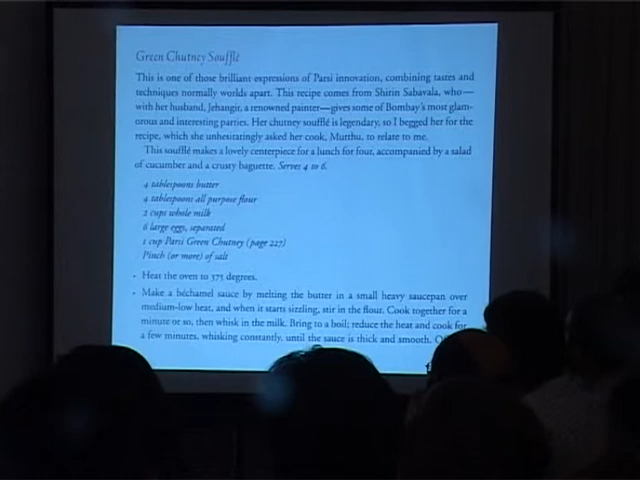 Green Chutney Soufflé
This is one of those brilliant expressions of Parsi innovation, combining tastes and
techniques normally worlds apart. This recipe comes from Shirin Sabavala, who—
with her husband, Jehangir, a renowned painter—gives some of Bombay's most glam-
orous and interesting parties. Her chutney soufflé is legendary, so I begged her for the
recipe, which she unhesitatingly asked her cook, Murthu, to relate to me.
This soufflé makes a lovely centerpiece for a lunch for four, accompanied by a salad
of cucumber and a crusty baguette. Serves 4 to 6.
4 tablespoons butter
4 tablespoons all purpose flour
2 cups whole milk
6 large eggs, separated
1 cup Parsi Green Chutney (page 227)
Pinch (or more) of salt
· Heat the oven to 375 degrees.
· Make a béchamel sauce by melting the butter in a small heavy saucepan over
medium-low heat, and when it starts sizzling, stir in the flour. Cook together for a
minute or so, then whisk in the milk. Bring to a boil; reduce the heat and cook for
a few minutes, whisking constantly, until the sauce is thick and smooth.